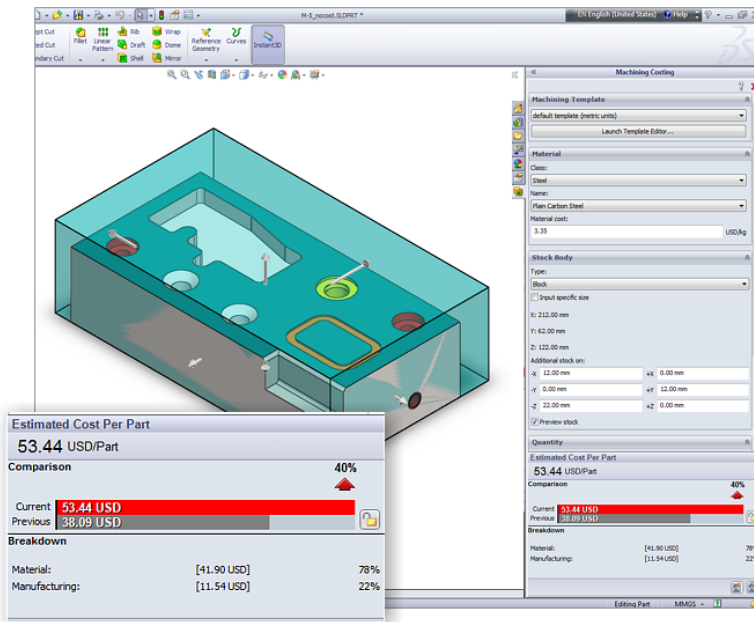 M-5_nocost.SLDPRT *
EN English (United States) Help
ept Cut
Fillet
Linear Pattern
Rib
Wrap
Reference Geometry
Curves
Instant3D
ed Cut
Draft
Dome
ndary Cut
Shell
Mirror
Machining Costing
Machining Template
default template (metric units)
Launch Template Editor...
Material
Class:
Steel
Name:
Plain Carbon Steel
Material cost:
3.35 USD/kg
Stock Body
Type:
Block
Input specific size
X: 212.00 mm
Y: 62.00 mm
Z: 122.00 mm
Additional stock on:
-X 12.00 mm +X 0.00 mm
-Y 0.00 mm +Y 12.00 mm
-Z 22.00 mm +Z 0.00 mm
Preview stock
Quantity
Estimated Cost Per Part
53.44 USD/Part
Comparison 40%
Current 53.44 USD
Previous 38.09 USD
Breakdown
Material: [41.90 USD] 78%
Manufacturing: [11.54 USD] 22%
Editing Part MMGS
Estimated Cost Per Part
53.44 USD/Part
Comparison 40%
Current 53.44 USD
Previous 38.09 USD
Breakdown
Material: [41.90 USD] 78%
Manufacturing: [11.54 USD] 22%